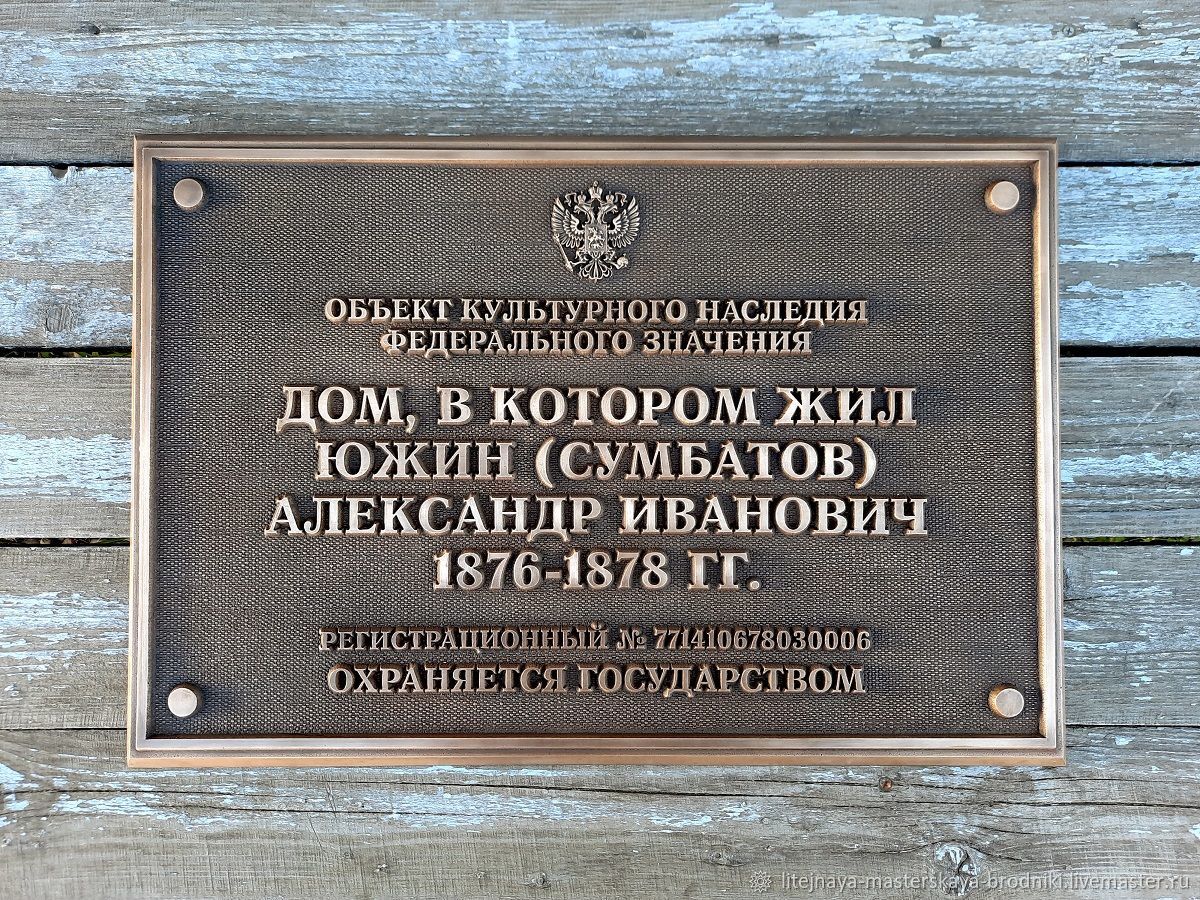 ОБЪЕКТ КУЛЬТУРНОГО НАСЛЕДИЯ
ФЕДЕРАЛЬНОГО ЗНАЧЕНИЯ
ДОМ, В КОТОРОМ ЖИЛ
ЮЖИН (СУМБАТОВ)
АЛЕКСАНДР ИВАНОВИЧ
1876-1878 ГГ.
РЕГИСТРАЦИОННЫЙ № 771410678030006
ОХРАНЯЕТСЯ ГОСУДАРСТВОМ
litejnaya-masterskaya-brodniki.livemaster.ru